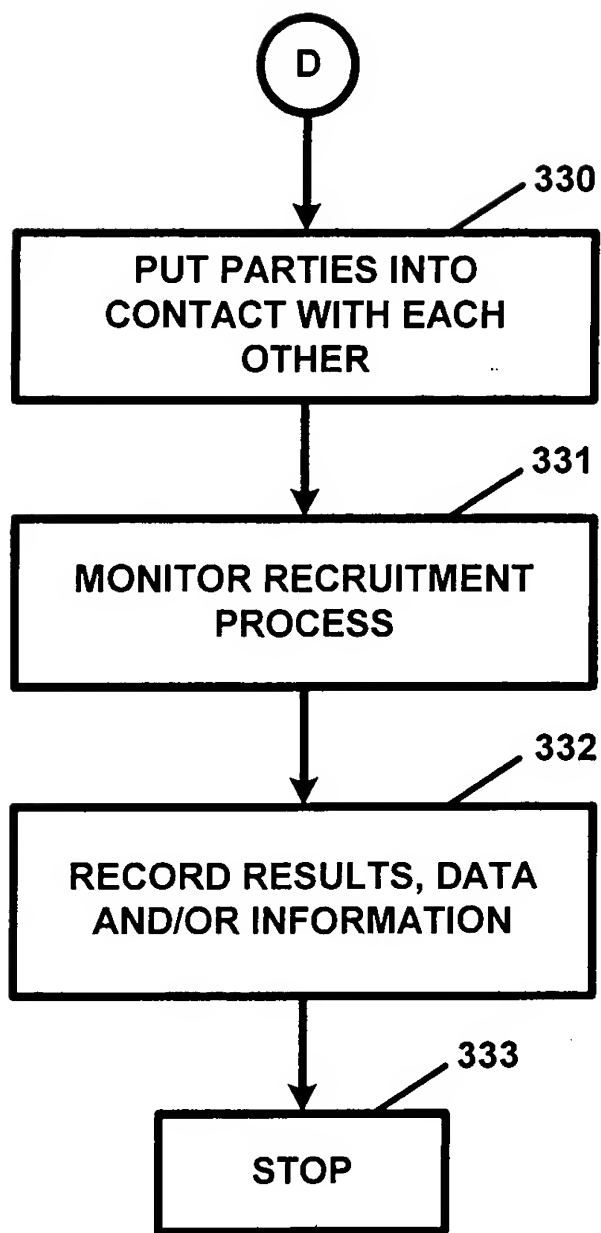 D
330
PUT PARTIES INTO
CONTACT WITH EACH
OTHER
331
MONITOR RECRUITMENT
PROCESS
332
RECORD RESULTS, DATA
AND/OR INFORMATION
333
STOP